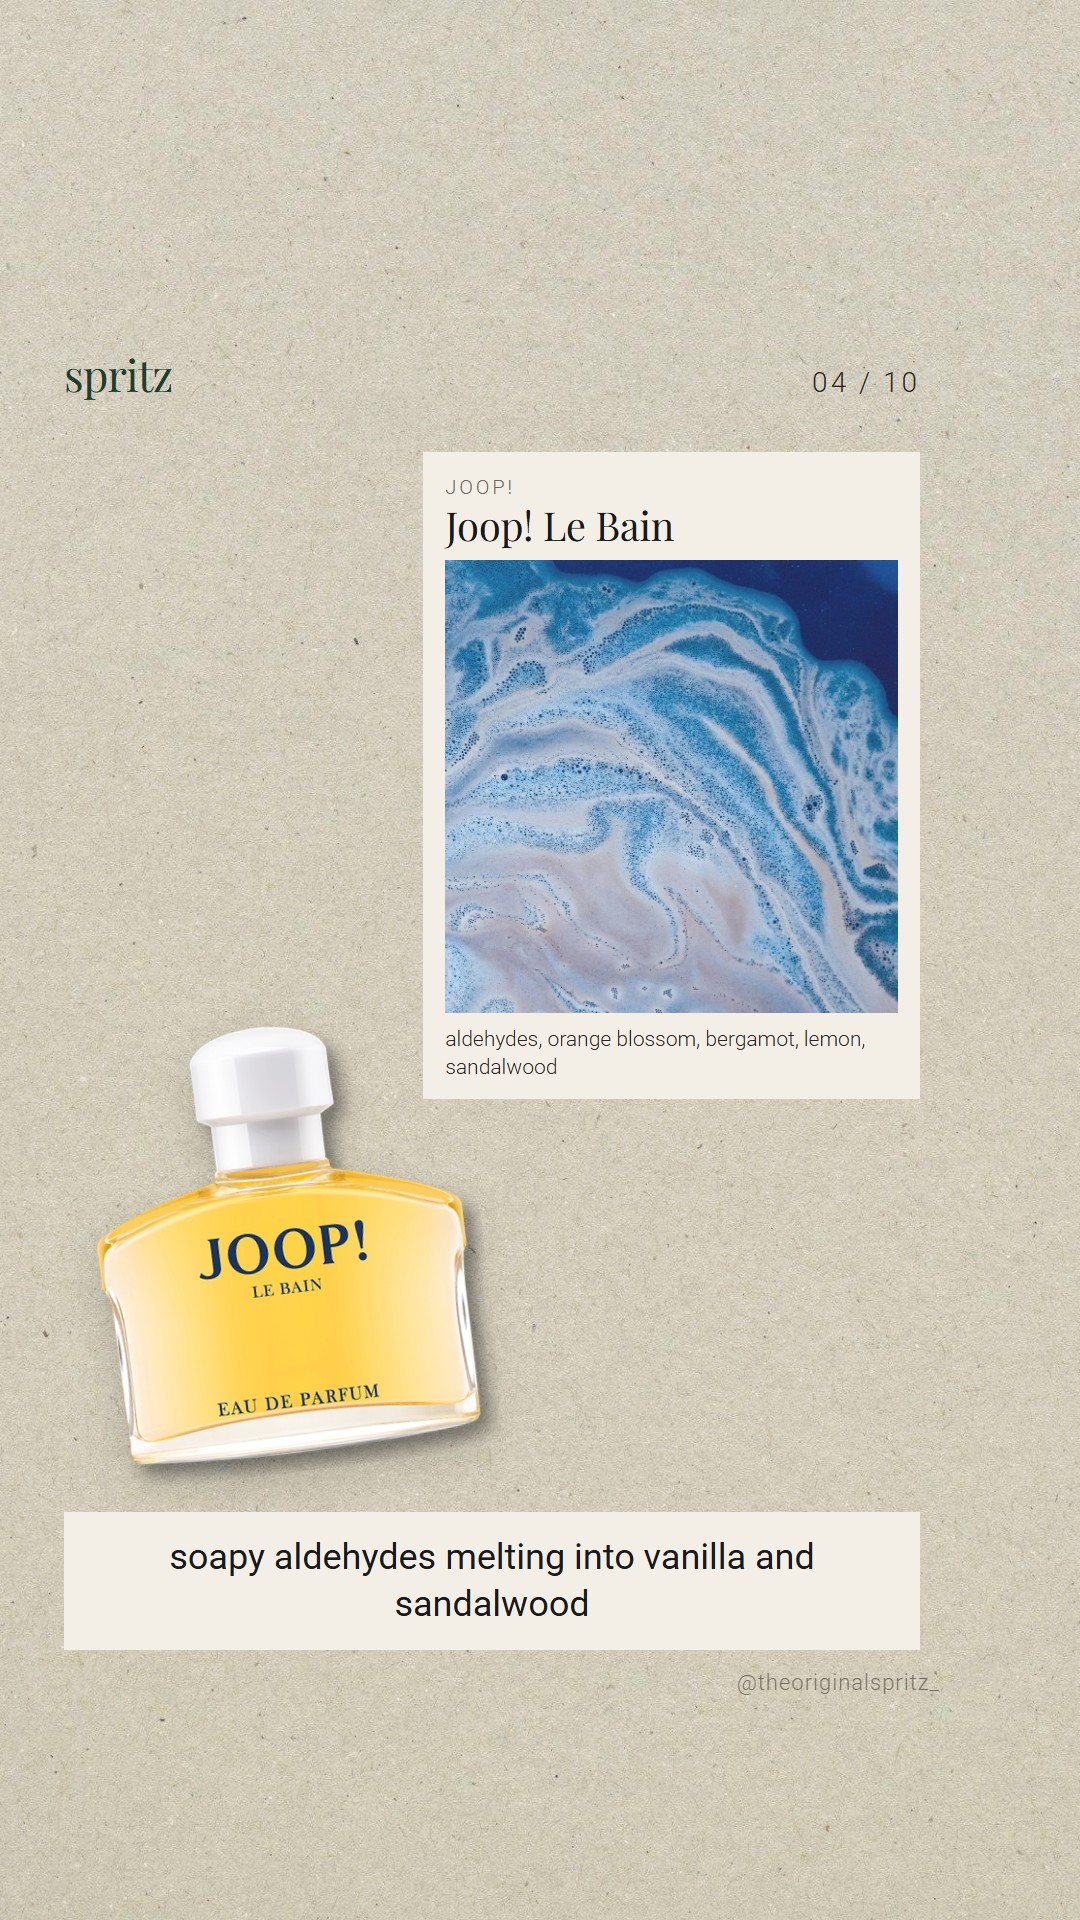 spritz
04 / 10
JOOP!
Joop! Le Bain
aldehydes, orange blossom, bergamot, lemon,
sandalwood
JOOP!
LE BAIN
EAU DE PARFUM
soapy aldehydes melting into vanilla and
sandalwood
@theoriginalspritz_